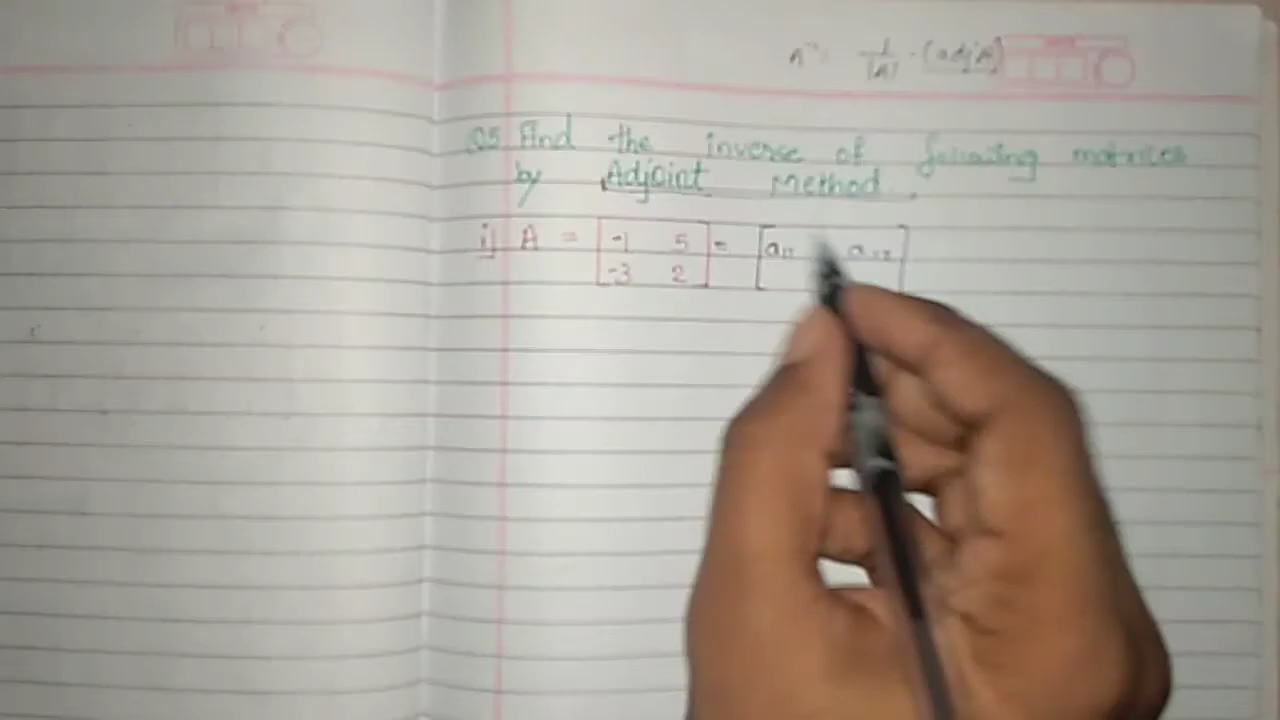 A⁻¹ = 1/|A| · (adj A)
Q5 Find the inverse of following matrices
by Adjoint Method.
i] A = [ -1 5 ] = [ a₁₁ a₁₂ ]
[ -3 2 ]